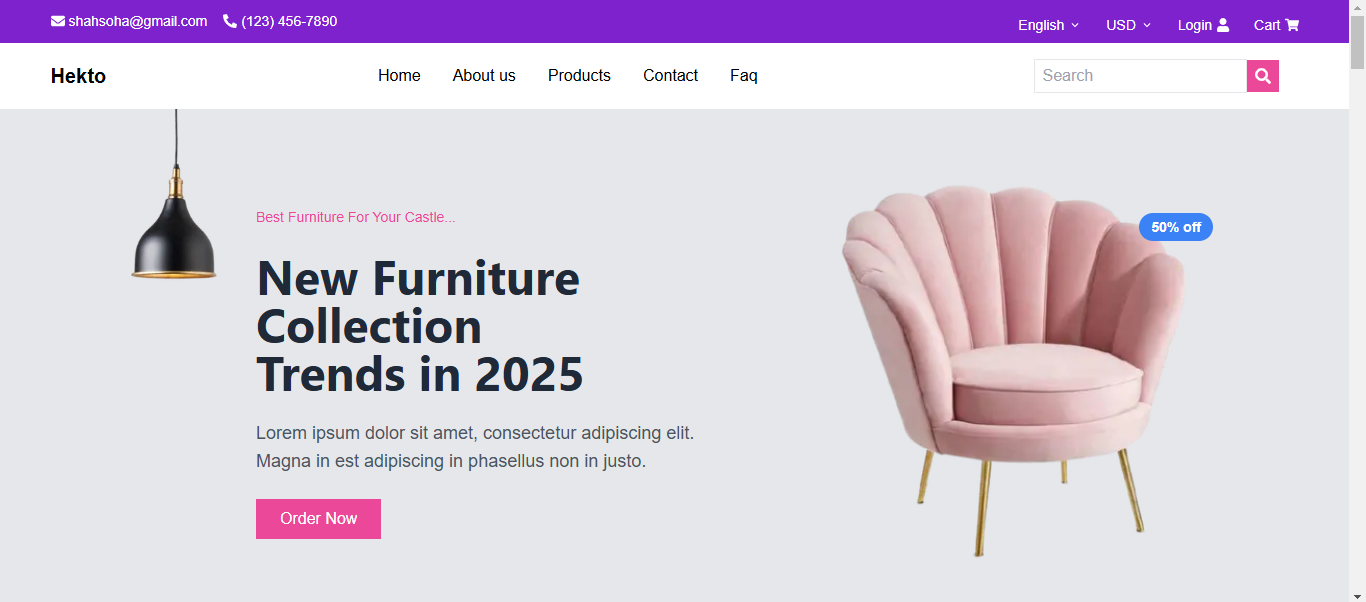 shahsoha@gmail.com (123) 456-7890 English USD Login Cart
Hekto Home About us Products Contact Faq Search
Best Furniture For Your Castle...
50% off
New Furniture
Collection
Trends in 2025
Lorem ipsum dolor sit amet, consectetur adipiscing elit.
Magna in est adipiscing in phasellus non in justo.
Order Now